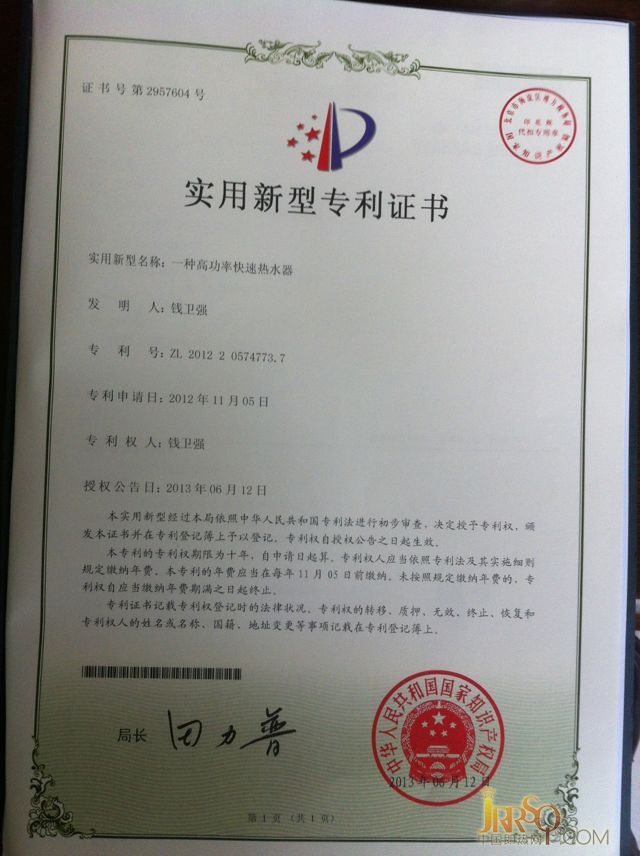 证书号第2957604号
印花税
代扣专用章
实用新型专利证书
实用新型名称：一种高功率快速热水器
发明人：钱卫强
专利号：ZL 2012 2 0574773.7
专利申请日：2012年11月05日
专利权人：钱卫强
授权公告日：2013年06月12日
本实用新型经过本局依照中华人民共和国专利法进行初步审查，决定授予专利权，颁
发本证书并在专利登记簿上予以登记。专利权自授权公告之日起生效。
本专利的专利权期限为十年，自申请日起算。专利权人应当依照专利法及其实施细则
规定缴纳年费。本专利的年费应当在每年11月05日前缴纳。未按照规定缴纳年费的，专
利权自应当缴纳年费期满之日起终止。
专利证书记载专利权登记时的法律状况。专利权的转移、质押、无效、终止、恢复和
专利权人的姓名或名称、国籍、地址变更等事项记载在专利登记簿上。
局长
田力普
中华人民共和国国家知识产权局
2013年06月12日
第1页（共1页）